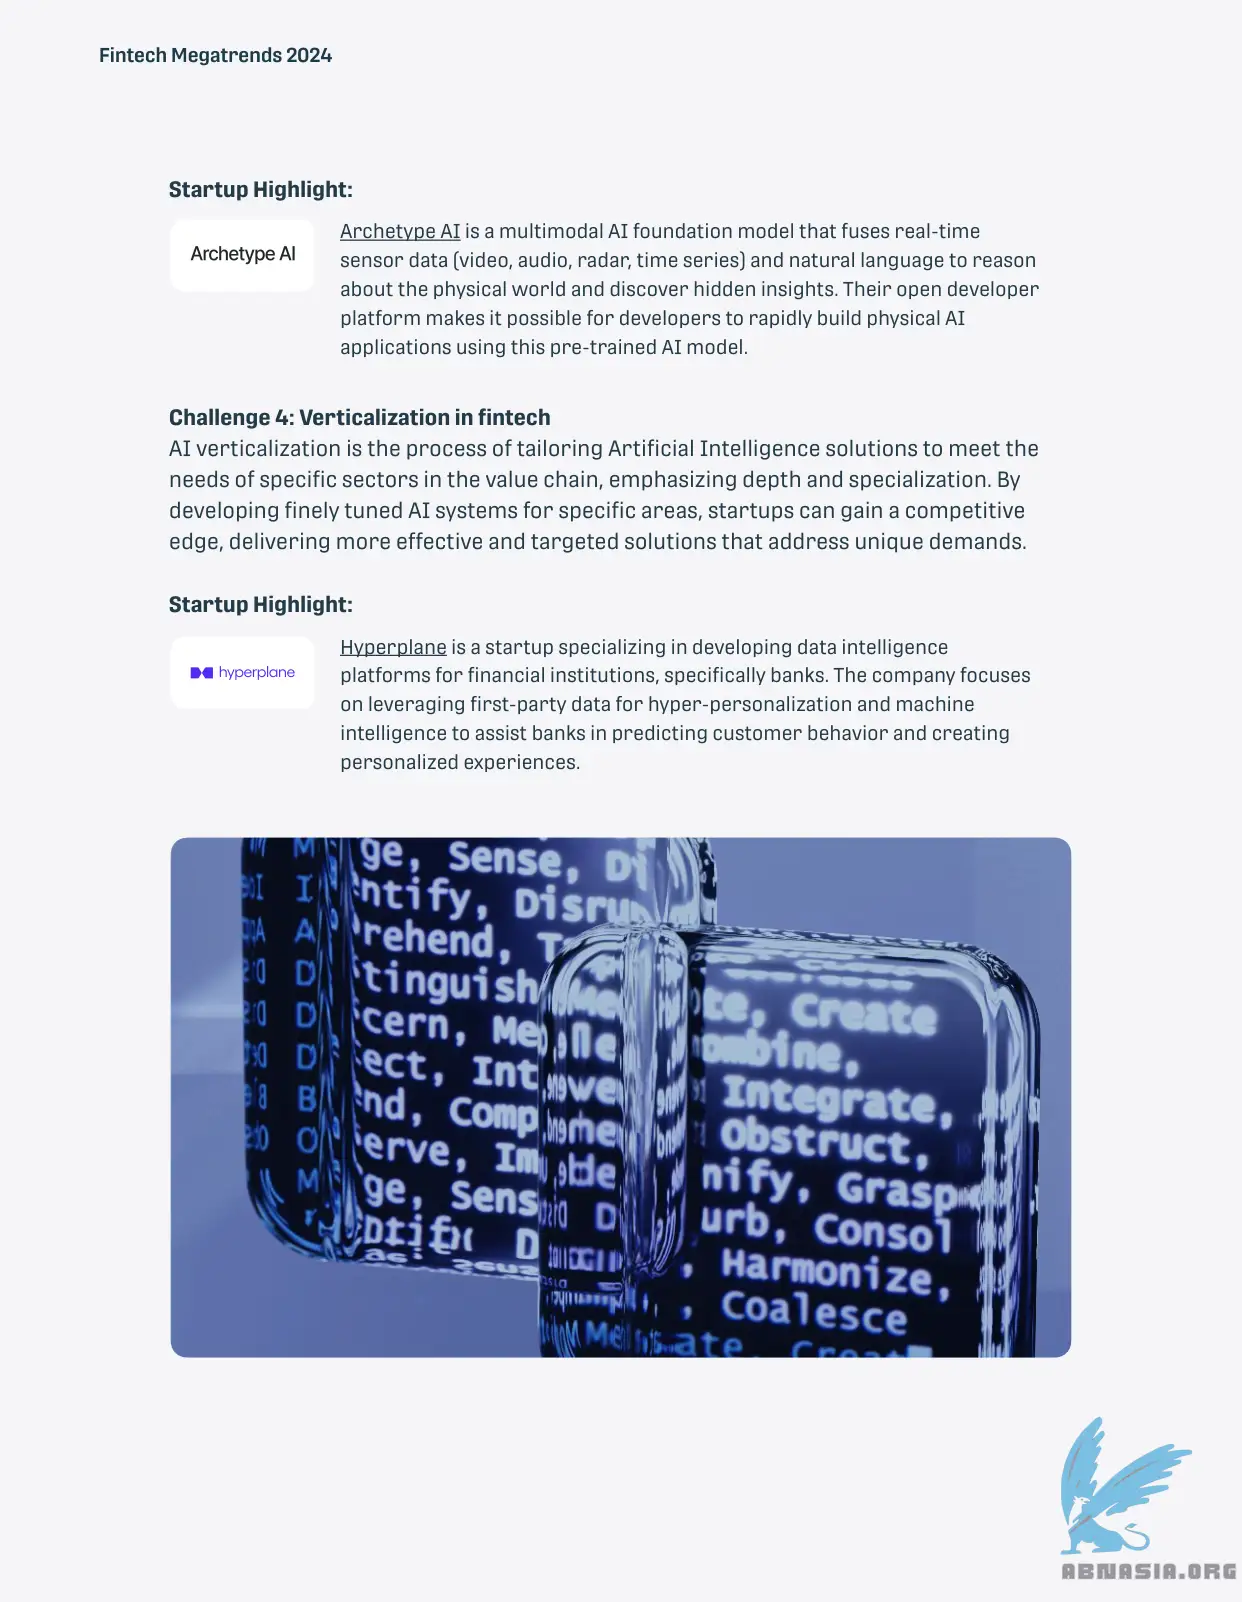 Fintech Megatrends 2024
Startup Highlight:
Archetype AI
Archetype AI is a multimodal AI foundation model that fuses real-time
sensor data (video, audio, radar, time series) and natural language to reason
about the physical world and discover hidden insights. Their open developer
platform makes it possible for developers to rapidly build physical AI
applications using this pre-trained AI model.
Challenge 4: Verticalization in fintech
AI verticalization is the process of tailoring Artificial Intelligence solutions to meet the
needs of specific sectors in the value chain, emphasizing depth and specialization. By
developing finely tuned AI systems for specific areas, startups can gain a competitive
edge, delivering more effective and targeted solutions that address unique demands.
Startup Highlight:
hyperplane
Hyperplane is a startup specializing in developing data intelligence
platforms for financial institutions, specifically banks. The company focuses
on leveraging first-party data for hyper-personalization and machine
intelligence to assist banks in predicting customer behavior and creating
personalized experiences.
ge, Sense, Di
ntify, Disru
rehend,
tinguish
cern, Me
ect, Int
nd, Comp
erve, Im
ge, Sens
te, Create
ombine,
Integrate,
Obstruct,
nify, Grasp
urb, Consol
, Harmonize,
, Coalesce
ABNASIA.ORG